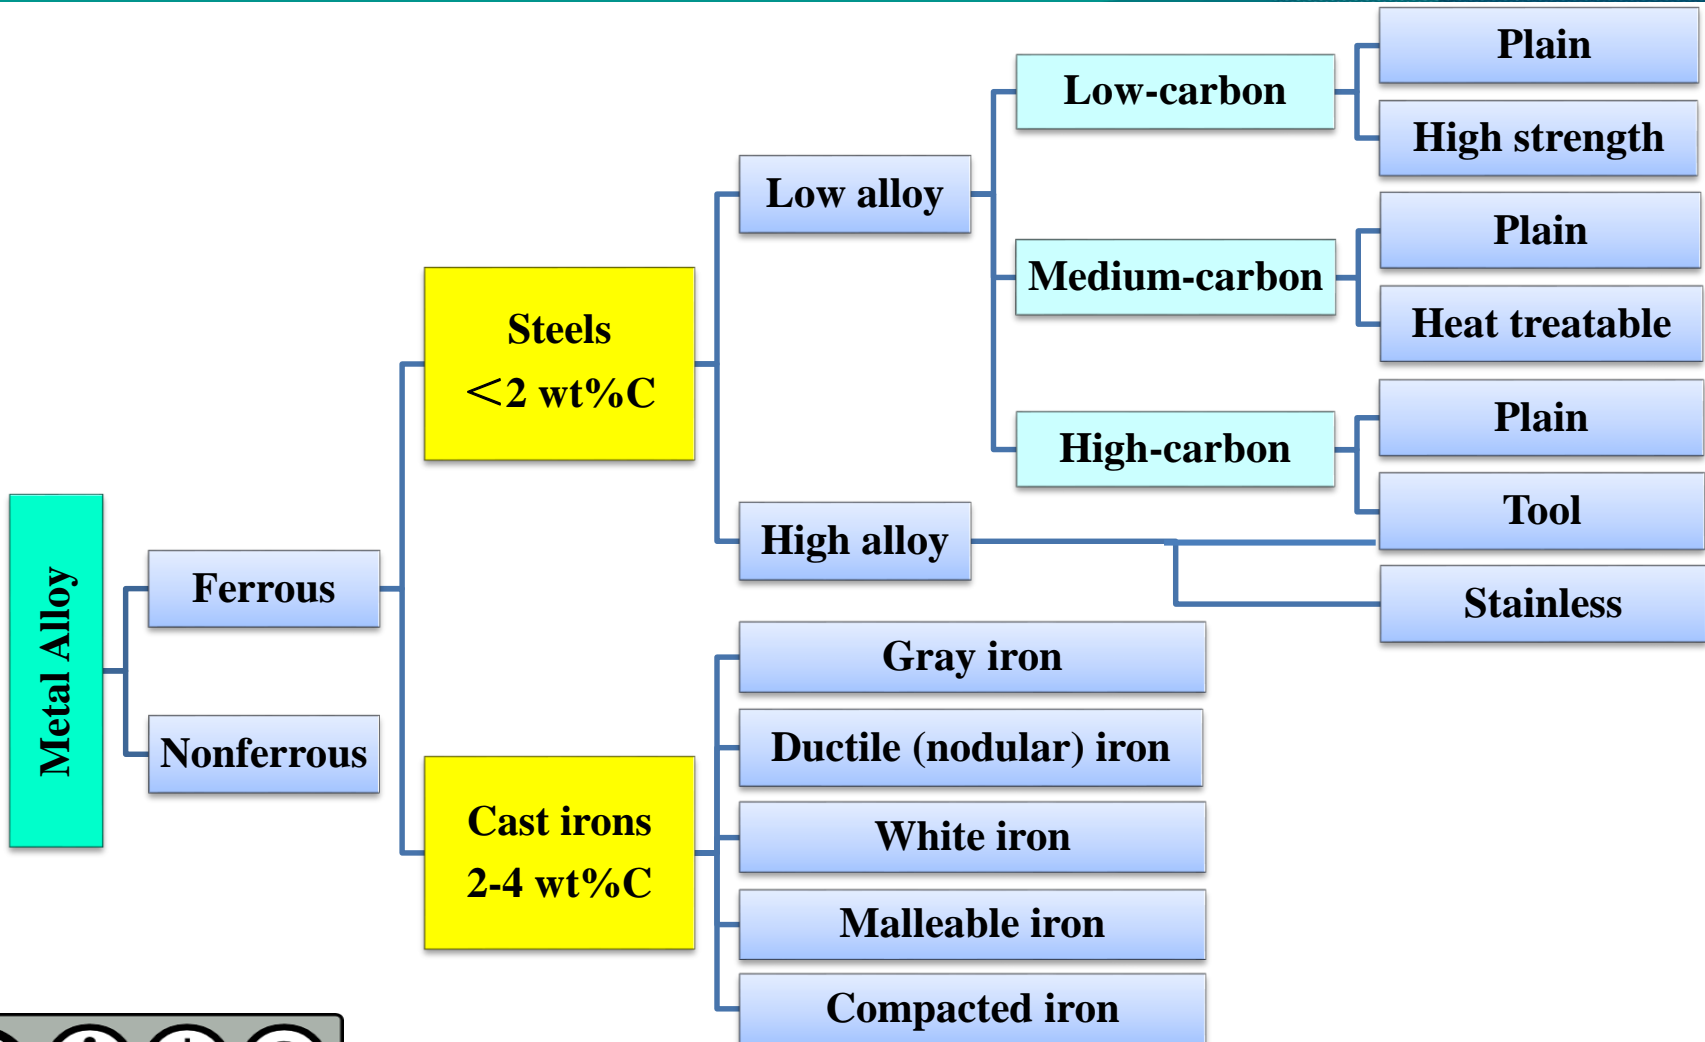 Metal Alloy
Ferrous
Nonferrous
Steels
＜2 wt%C
Cast irons
2-4 wt%C
Low alloy
High alloy
Low-carbon
Medium-carbon
High-carbon
Plain
High strength
Plain
Heat treatable
Plain
Tool
Stainless
Gray iron
Ductile (nodular) iron
White iron
Malleable iron
Compacted iron